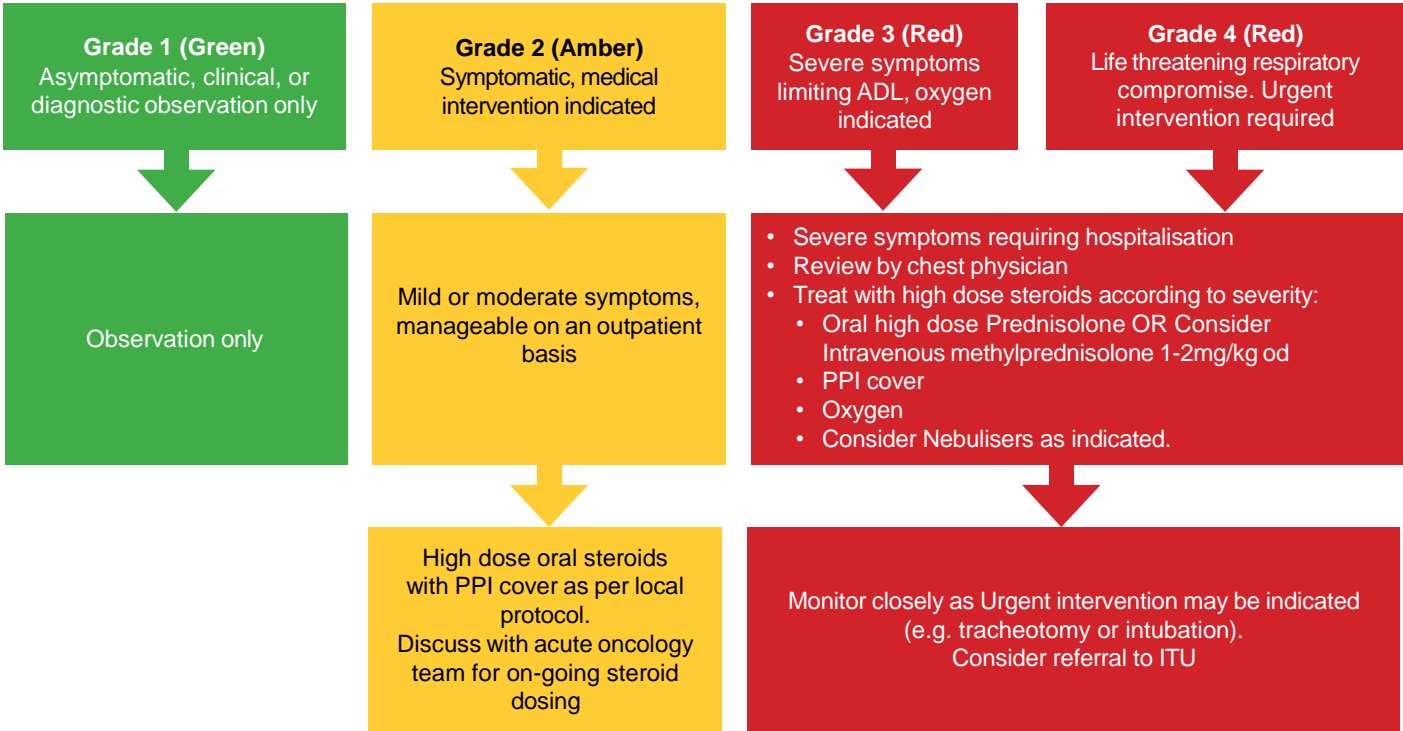 Grade 1 (Green)
Asymptomatic, clinical, or
diagnostic observation only
Grade 2 (Amber)
Symptomatic, medical
intervention indicated
Grade 3 (Red)
Severe symptoms
limiting ADL, oxygen
indicated
Grade 4 (Red)
Life threatening respiratory
compromise. Urgent
intervention required
Observation only
Mild or moderate symptoms,
manageable on an outpatient
basis
• Severe symptoms requiring hospitalisation
• Review by chest physician
• Treat with high dose steroids according to severity:
• Oral high dose Prednisolone OR Consider
Intravenous methylprednisolone 1-2mg/kg od
• PPI cover
• Oxygen
• Consider Nebulisers as indicated.
High dose oral steroids
with PPI cover as per local
protocol.
Discuss with acute oncology
team for on-going steroid
dosing
Monitor closely as Urgent intervention may be indicated
(e.g. tracheotomy or intubation).
Consider referral to ITU